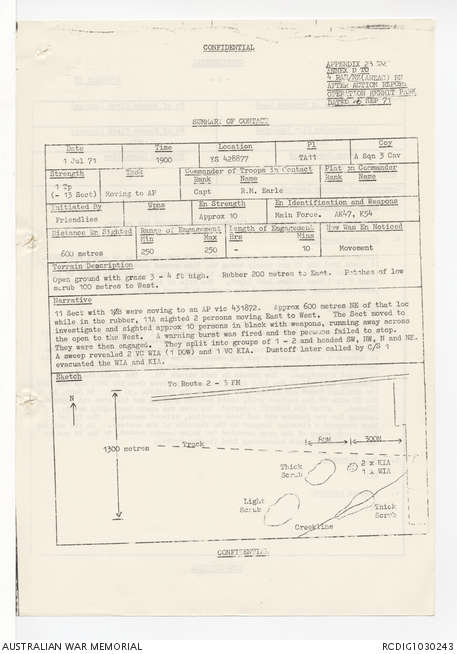 CONFIDENTIAL
APPENDIX 23 TO
ANNEX D TO
4 RAR/NZ(ANZAC) BN
AFTER ACTION REPORT
OPERATION HERMIT PARK
DATED SEP 71
SUMMARY OF CONTACT
Date Time Location Pl Coy
1 Jul 71 1900 YS 428877 TA11 A Sqn 3 Cav
Strength Task Commander of Troops in Contact Platoon Commander
Rank Name Rank Name
1 Tp
(- 13 Sect) Moving to AP Capt R.M. Earle
Initiated By Wpns En Strength En Identification and Weapons
Friendlies Approx 10 Main Force. AK47, K54
Distance En Sighted Range of Engagement Length of Engagement How Was En Noticed
Min Max Hrs Mins
600 metres 250 250 - 10 Movement
Terrain Description
Open ground with grass 3 - 4 ft high. Rubber 200 metres to East. Patches of low
scrub 100 metres to West.
Narrative
11 Sect with were moving to an AP vic 431872. Approx 600 metres NE of that loc
while in the rubber, 11A sighted 2 persons moving East to West. The Sect moved to
investigate and sighted approx 10 persons in black with weapons, running away across
the open to the West. A warning burst was fired and the persons failed to stop.
They were then engaged. They split into groups of 1 - 2 and headed SW, NW, N and NE.
A sweep revealed 2 VC WIA (1 DOW) and 1 VC KIA. Dustoff later called by C/S 1
evacuated the WIA and KIA.
Sketch
To Route 2 - 3 FM
N
1300 metres
Track
80M 300M
Thick
Scrub
2 x KIA
1 x WIA
Light
Scrub
Thick
Scrub
Creekline
CONFIDENTIAL
AUSTRALIAN WAR MEMORIAL RCDIG1030243